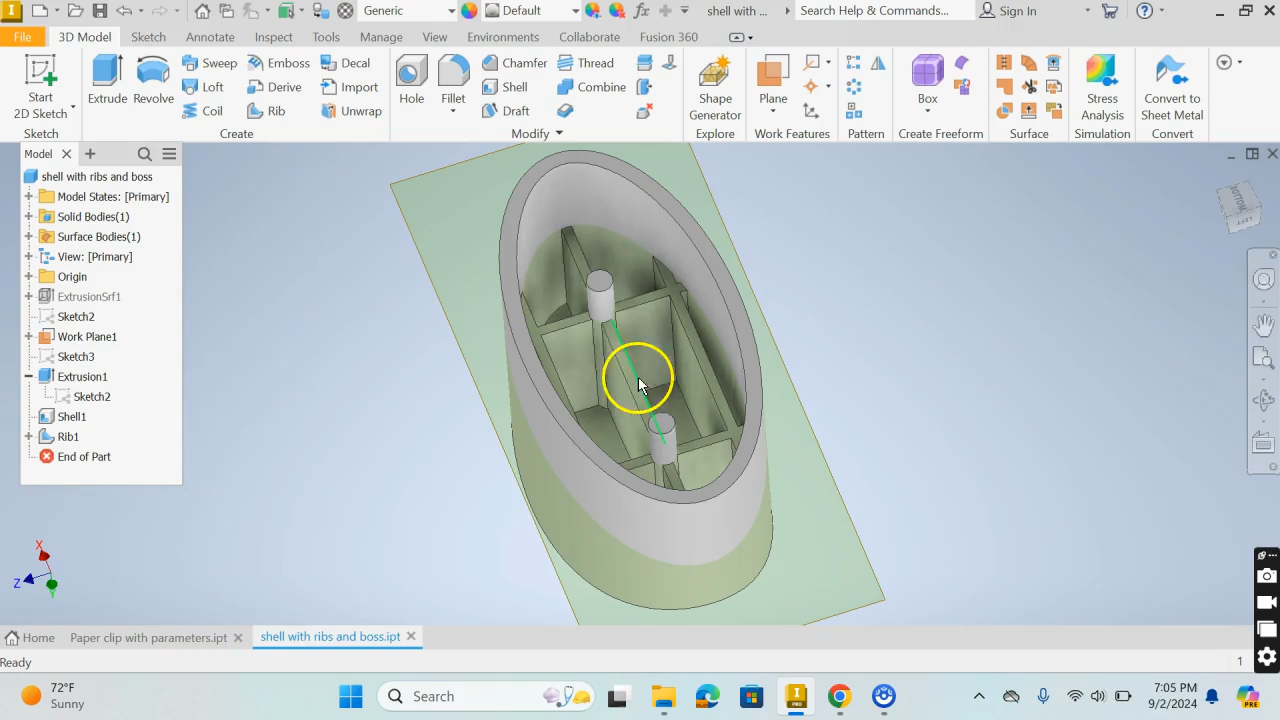 Generic
Default
shell with ...
Search Help & Commands...
Sign In
File
3D Model
Sketch
Annotate
Inspect
Tools
Manage
View
Environments
Collaborate
Fusion 360
Start
2D Sketch
Sketch
Extrude
Revolve
Sweep
Loft
Coil
Emboss
Derive
Rib
Decal
Import
Unwrap
Create
Hole
Fillet
Chamfer
Shell
Draft
Thread
Combine
Modify
Shape
Generator
Explore
Plane
Work Features
Pattern
Box
Create Freeform
Surface
Stress
Analysis
Simulation
Convert to
Sheet Metal
Convert
Model
shell with ribs and boss
Model States: [Primary]
Solid Bodies(1)
Surface Bodies(1)
View: [Primary]
Origin
ExtrusionSrf1
Sketch2
Work Plane1
Sketch3
Extrusion1
Sketch2
Shell1
Rib1
End of Part
BOTTOM
LEFT
X
Z
Y
Home
Paper clip with parameters.ipt
shell with ribs and boss.ipt
Ready
1
72°F
Sunny
Search
7:05 PM
9/2/2024